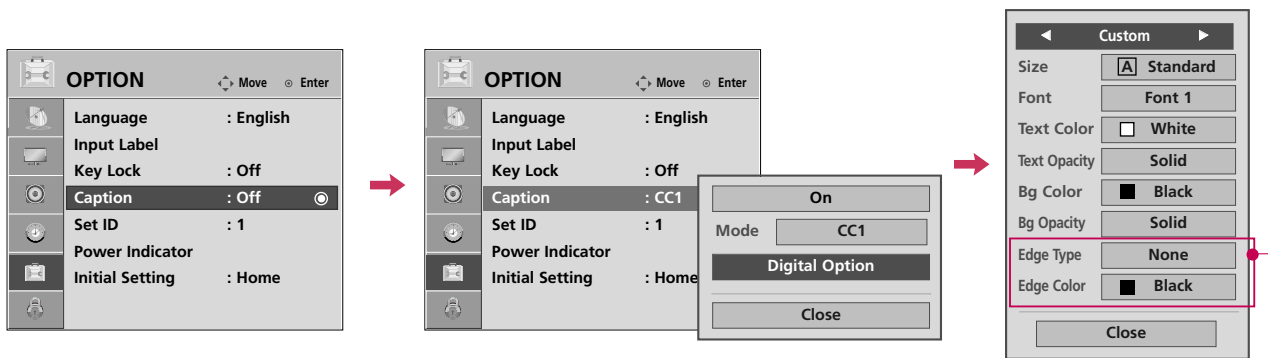 OPTION Move Enter
Language : English
Input Label
Key Lock : Off
Caption : Off
Set ID : 1
Power Indicator
Initial Setting : Home
OPTION Move Enter
Language : English
Input Label
Key Lock : Off
Caption : CC1
Set ID : 1
Power Indicator
Initial Setting : Home
On
Mode CC1
Digital Option
Close
Custom
Size A Standard
Font Font 1
Text Color White
Text Opacity Solid
Bg Color Black
Bg Opacity Solid
Edge Type None
Edge Color Black
Close